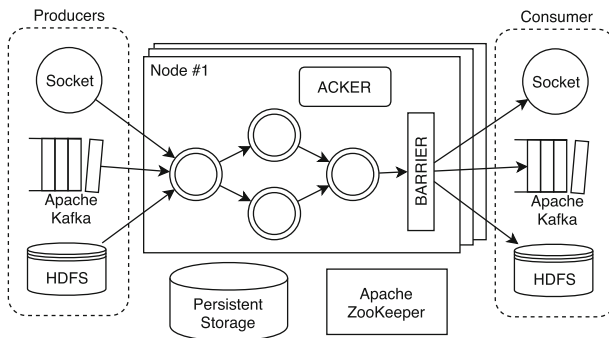 Producers
Consumer
Node #1
ACKER
Socket
Socket
BARRIER
Apache
Kafka
Apache
Kafka
HDFS
HDFS
Persistent
Storage
Apache
ZooKeeper